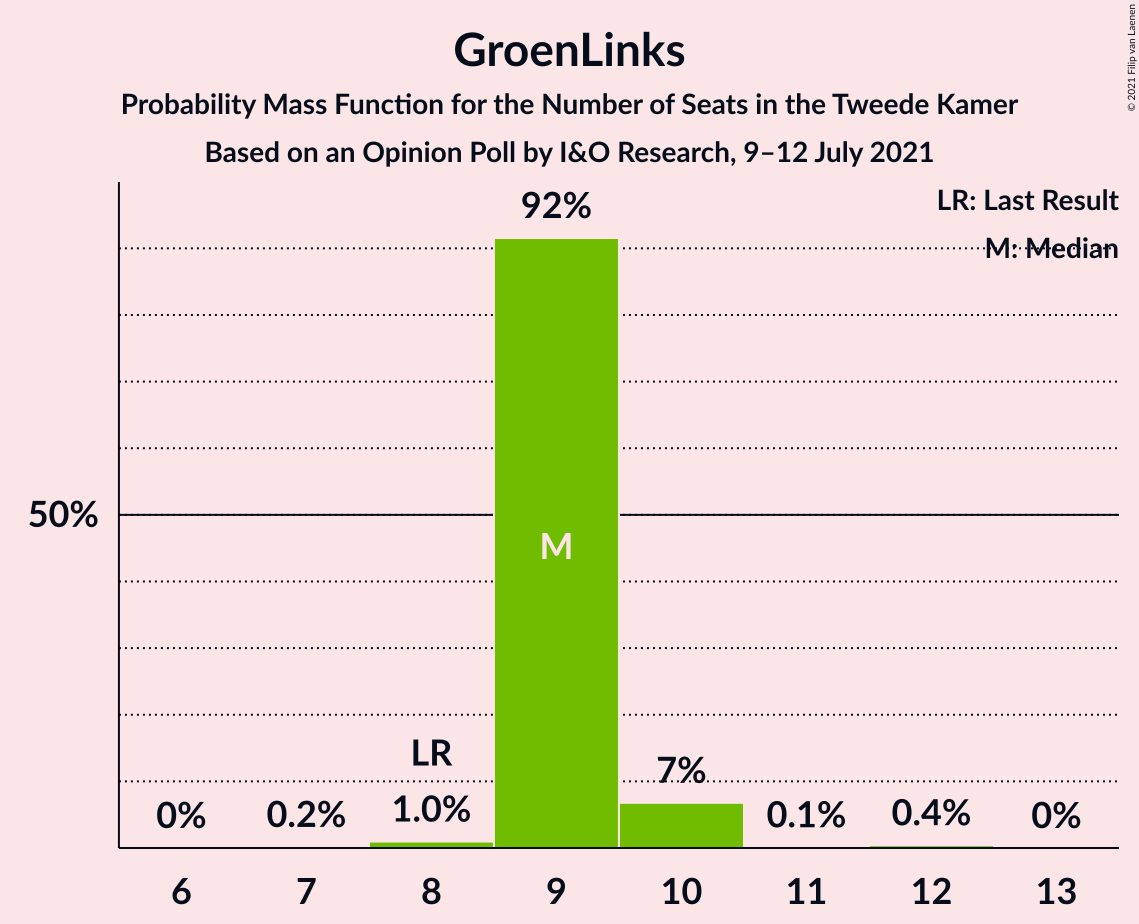 GroenLinks
Probability Mass Function for the Number of Seats in the Tweede Kamer
Based on an Opinion Poll by I&O Research, 9–12 July 2021
© 2021 Filip van Laenen
LR: Last Result
M: Median
92%
50%
M
LR
0%
0.2%
1.0%
7%
0.1%
0.4%
0%
6 7 8 9 10 11 12 13